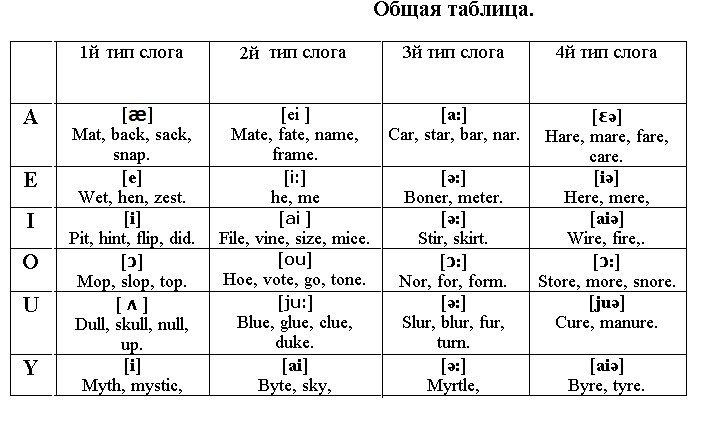 Общая таблица.
1й тип слога 2й тип слога 3й тип слога 4й тип слога
A [æ] [ei ] [a:] [ɛə]
Mat, back, sack, snap. Mate, fate, name, frame. Car, star, bar, nar. Hare, mare, fare, care.
E [e] [i:] [ə:] [iə]
Wet, hen, zest. he, me Boner, meter. Here, mere,
I [i] [ai ] [ə:] [aiə]
Pit, hint, flip, did. File, vine, size, mice. Stir, skirt. Wire, fire,.
O [ɔ] [ou] [ɔ:] [ɔ:]
Mop, slop, top. Hoe, vote, go, tone. Nor, for, form. Store, more, snore.
U [ ʌ ] [ju:] [ə:] [juə]
Dull, skull, null, up. Blue, glue, clue, duke. Slur, blur, fur, turn. Cure, manure.
Y [i] [ai] [ə:] [aiə]
Myth, mystic, Byte, sky, Myrtle, Byre, tyre.